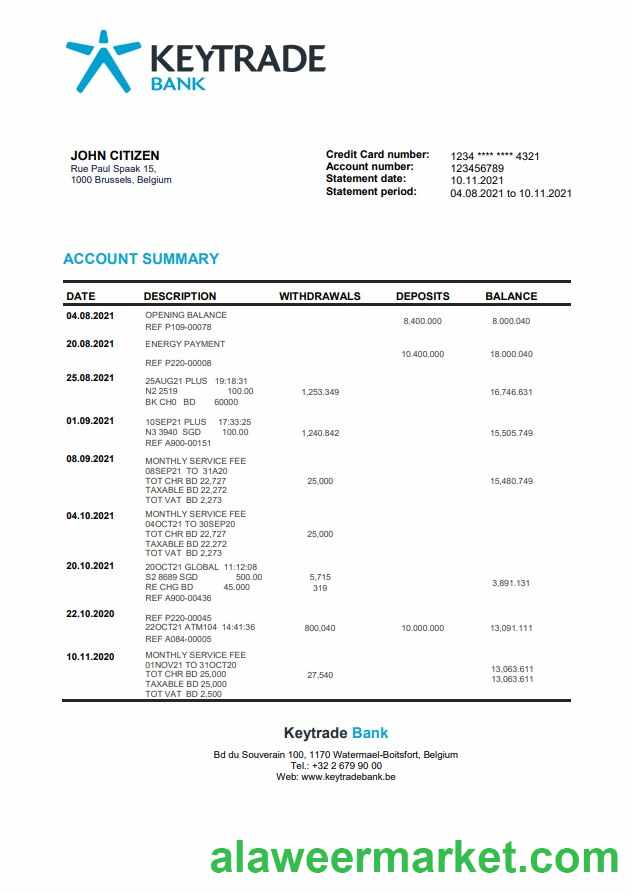 KEYTRADE
BANK
JOHN CITIZEN
Rue Paul Spaak 15,
1000 Brussels, Belgium
Credit Card number: 1234 **** **** 4321
Account number: 123456789
Statement date: 10.11.2021
Statement period: 04.08.2021 to 10.11.2021
ACCOUNT SUMMARY
DATE DESCRIPTION WITHDRAWALS DEPOSITS BALANCE
04.08.2021 OPENING BALANCE
8.400.000 8.000.040
REF P109-00078
20.08.2021 ENERGY PAYMENT
10.400.000 18.000.040
REF P220-00008
25.08.2021
25AUG21 PLUS 19:18:31
N2 2519 100.00 1,253.349 16,746.631
BK CH0 BD 60000
01.09.2021
10SEP21 PLUS 17:33:25
N3 3940 SGD 100.00 1,240.842 15,505.749
REF A900-00151
08.09.2021 MONTHLY SERVICE FEE
08SEP21 TO 31A20
TOT CHR BD 22,727 25,000 15,480.749
TAXABLE BD 22,272
TOT VAT BD 2,273
04.10.2021 MONTHLY SERVICE FEE
04OCT21 TO 30SEP20
TOT CHR BD 22,727 25,000
TAXABLE BD 22,272
TOT VAT BD 2,273
20.10.2021 20OCT21 GLOBAL 11:12:08
S2 8689 SGD 500.00 5,715
3,891.131
RE CHG BD 45.000 319
REF A900-00436
22.10.2020 REF P220-00045
22OCT21 ATM104 14:41:36 800,040 10.000.000 13,091.111
REF A084-00005
10.11.2020 MONTHLY SERVICE FEE
01NOV21 TO 31OCT20 13,063.611
TOT CHR BD 25,000 27,540 13,063.611
TAXABLE BD 25,000
TOT VAT BD 2,500
Keytrade Bank
Bd du Souverain 100, 1170 Watermael-Boitsfort, Belgium
Tel.: +32 2 679 90 00
Web: www.keytradebank.be
alaweermarket.com